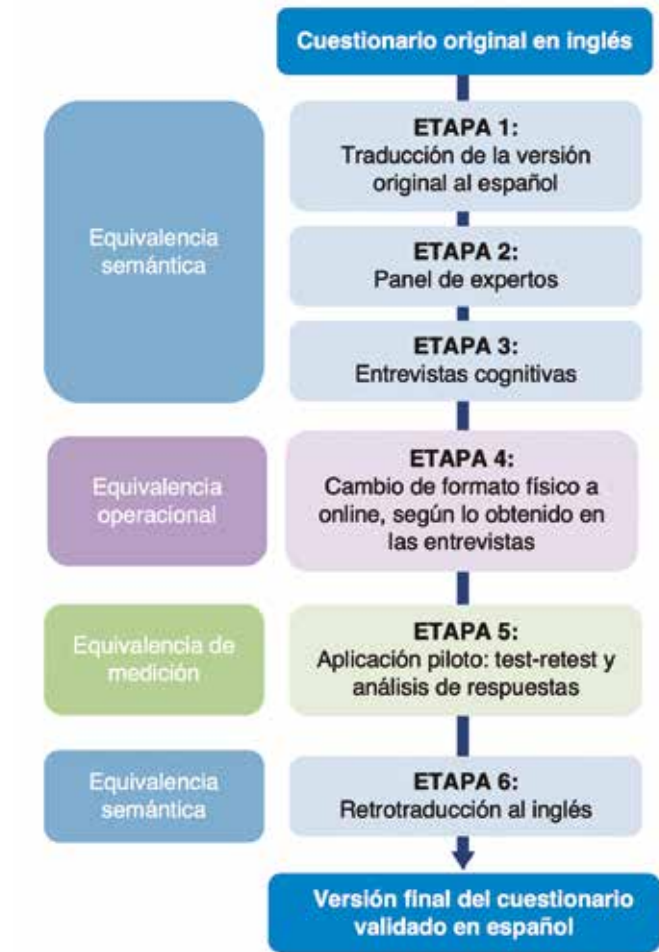 Cuestionario original en inglés
Equivalencia
semántica
ETAPA 1:
Traducción de la versión
original al español
ETAPA 2:
Panel de expertos
ETAPA 3:
Entrevistas cognitivas
Equivalencia
operacional
ETAPA 4:
Cambio de formato físico a
online, según lo obtenido en
las entrevistas
Equivalencia de
medición
ETAPA 5:
Aplicación piloto: test-retest y
análisis de respuestas
Equivalencia
semántica
ETAPA 6:
Retrotraducción al inglés
Versión final del cuestionario
validado en español